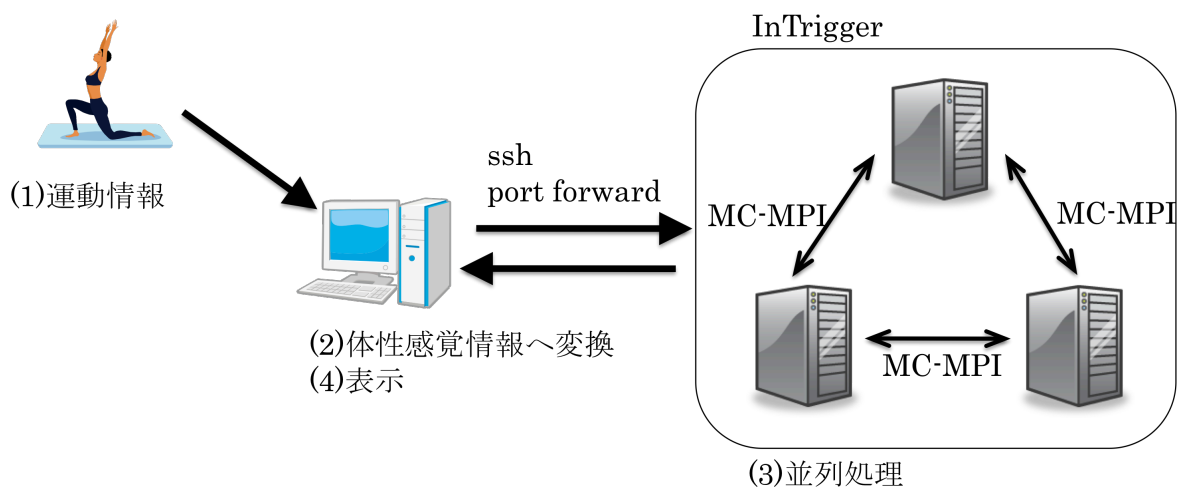 InTrigger
(1)運動情報
ssh
port forward
MC-MPI
MC-MPI
MC-MPI
(2)体性感覚情報へ変換
(4)表示
(3)並列処理